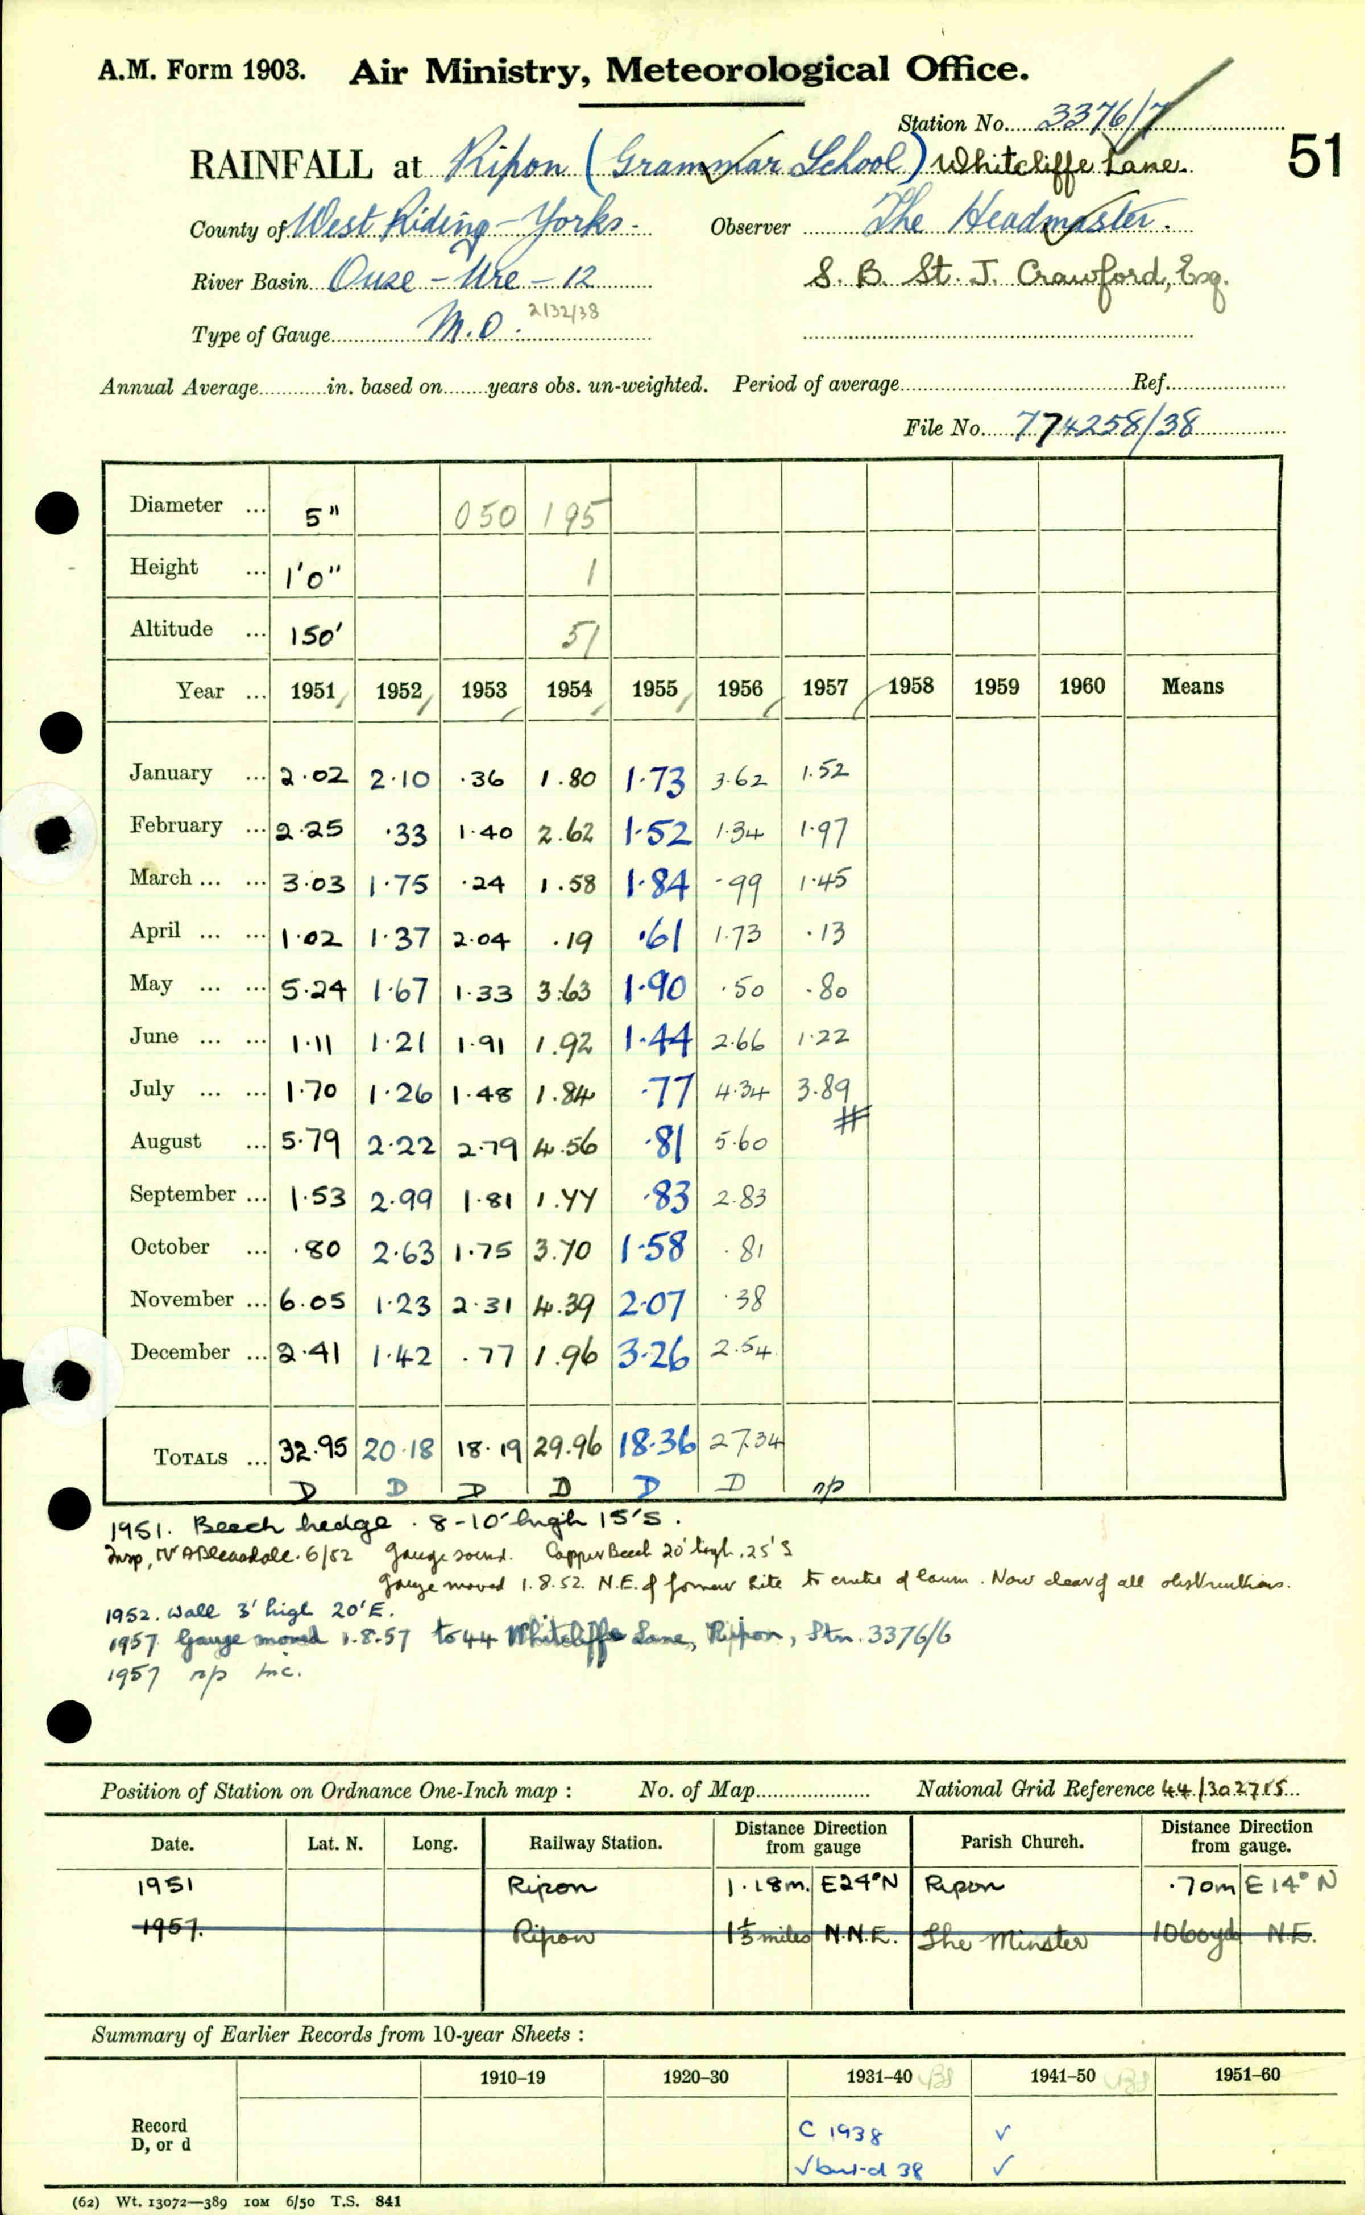 A.M. Form 1903. Air Ministry, Meteorological Office.
Station No. 3376/7
RAINFALL at Ripon (Grammar School) Whitcliffe Lane. 51
County of West Riding - Yorks. Observer The Headmaster.
River Basin Ouse - Ure - 12 S. B. St. J. Crawford, Esq.
Type of Gauge M.O. 2132/38
Annual Average in. based on years obs. un-weighted. Period of average Ref.
File No. 774258/38
Diameter ... 5" 050 195
Height ... 1'0" 1
Altitude ... 150' 51
Year ... 1951 1952 1953 1954 1955 1956 1957 1958 1959 1960 Means
January ... 2.02 2.10 .36 1.80 1.73 3.62 1.52
February ... 2.25 .33 1.40 2.62 1.52 1.34 1.97
March ... ... 3.03 1.75 .24 1.58 1.84 .99 1.45
April ... ... 1.02 1.37 2.04 .19 .61 1.73 .13
May ... ... 5.24 1.67 1.33 3.63 1.90 .50 .80
June ... ... 1.11 1.21 1.91 1.92 1.44 2.66 1.22
July ... ... 1.70 1.26 1.48 1.84 .77 4.34 3.89
August ... 5.79 2.22 2.79 4.56 .81 5.60 #
September ... 1.53 2.99 1.81 1.77 .83 2.83
October ... .80 2.63 1.75 3.70 1.58 .81
November ... 6.05 1.23 2.31 4.39 2.07 .38
December ... 2.41 1.42 .77 1.96 3.26 2.54
TOTALS ... 32.95 20.18 18.19 29.96 18.36 27.34
D D D D D D np
1951. Beech hedge. 8-10' high 15'S.
Insp, 6/52 Gauge sound. Copper Beech 20' high, 25' S
Gauge moved 1.8.52. N.E. of former site to centre of lawn. Now clear of all obstructions.
1952. Wall 3' high 20'E.
1957 Gauge moved 1.8.57 to 44 Whitcliffe Lane, Ripon, Stn. 3376/6
1957 np inc.
Position of Station on Ordnance One-Inch map : No. of Map National Grid Reference 44/302715
Date. Lat. N. Long. Railway Station. Distance Direction from gauge Parish Church. Distance Direction from gauge.
1951 Ripon 1.18m. E24°N Ripon .70m E14°N
1957. Ripon 1⅓ miles N.N.E. The Minster 1060yds N.E.
Summary of Earlier Records from 10-year Sheets :
1910–19 1920–30 1931–40 1941–50 1951–60
Record C 1938 ✓
D, or d ✓ but-d 38 ✓
(62) Wt. 13072—389 10M 6/50 T.S. 841